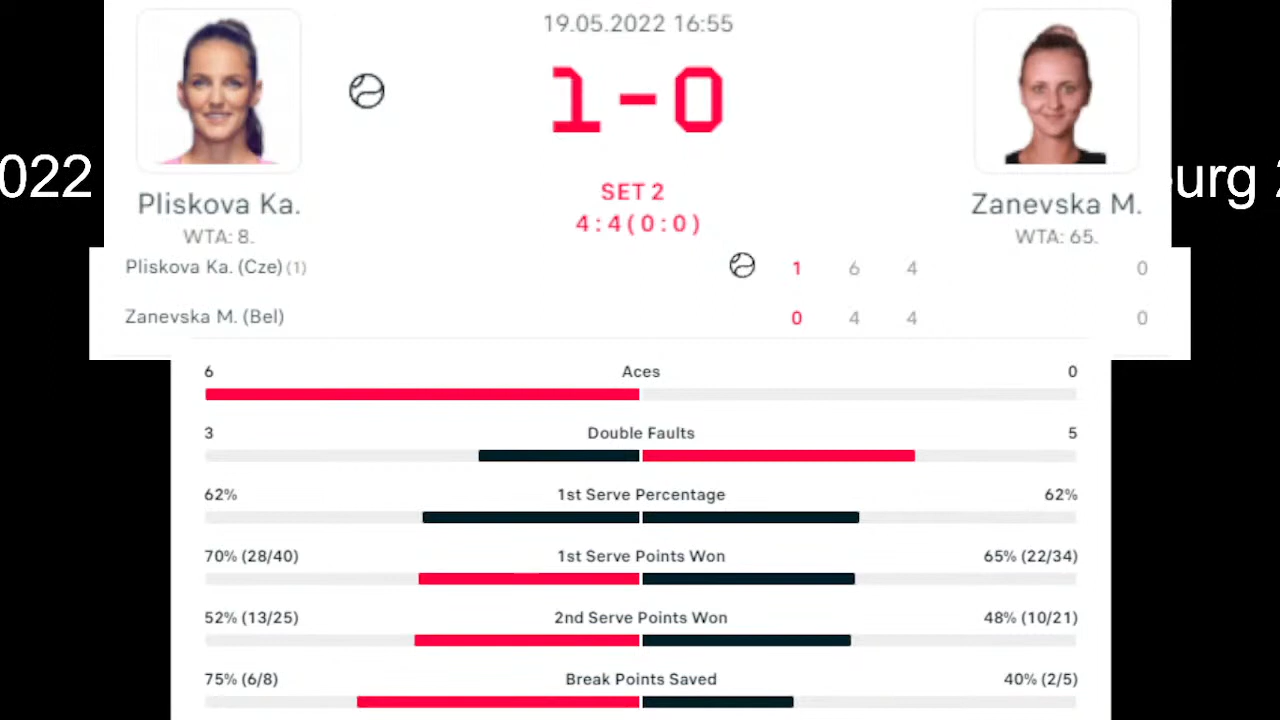 19.05.2022 16:55
1-0
022
urg
Pliskova Ka.
SET 2
Zanevska M.
WTA: 8.
4:4(0:0)
WTA: 65.
Pliskova Ka. (Cze) (1) 1 6 4 0
Zanevska M. (Bel) 0 4 4 0
6 Aces 0
3 Double Faults 5
62% 1st Serve Percentage 62%
70% (28/40) 1st Serve Points Won 65% (22/34)
52% (13/25) 2nd Serve Points Won 48% (10/21)
75% (6/8) Break Points Saved 40% (2/5)